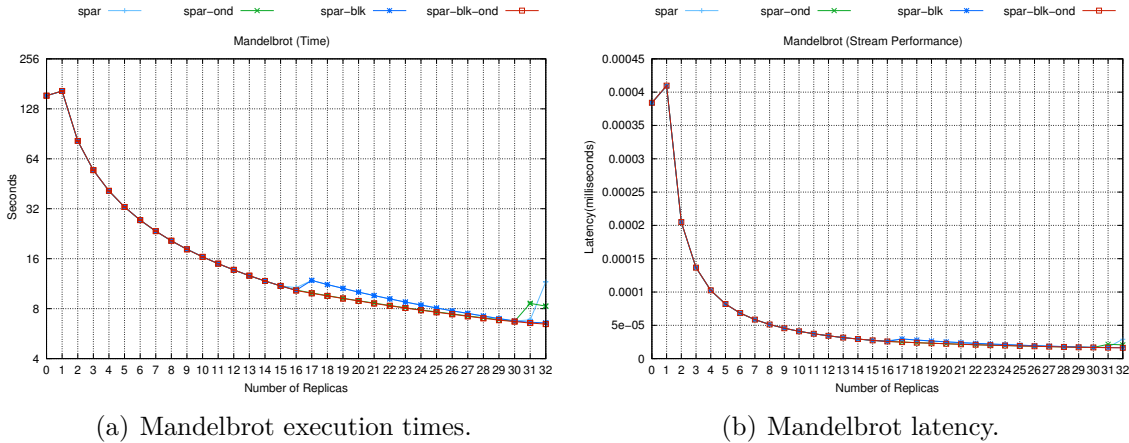 spar spar-ond spar-blk spar-blk-ond
Mandelbrot (Time)
256
128
64
32
16
8
4
Seconds
0 1 2 3 4 5 6 7 8 9 10 11 12 13 14 15 16 17 18 19 20 21 22 23 24 25 26 27 28 29 30 31 32
Number of Replicas
(a) Mandelbrot execution times.
spar spar-ond spar-blk spar-blk-ond
Mandelbrot (Stream Performance)
0.00045
0.0004
0.00035
0.0003
0.00025
0.0002
0.00015
0.0001
5e−05
0
Latency(milliseconds)
0 1 2 3 4 5 6 7 8 9 10 11 12 13 14 15 16 17 18 19 20 21 22 23 24 25 26 27 28 29 30 31 32
Number of Replicas
(b) Mandelbrot latency.